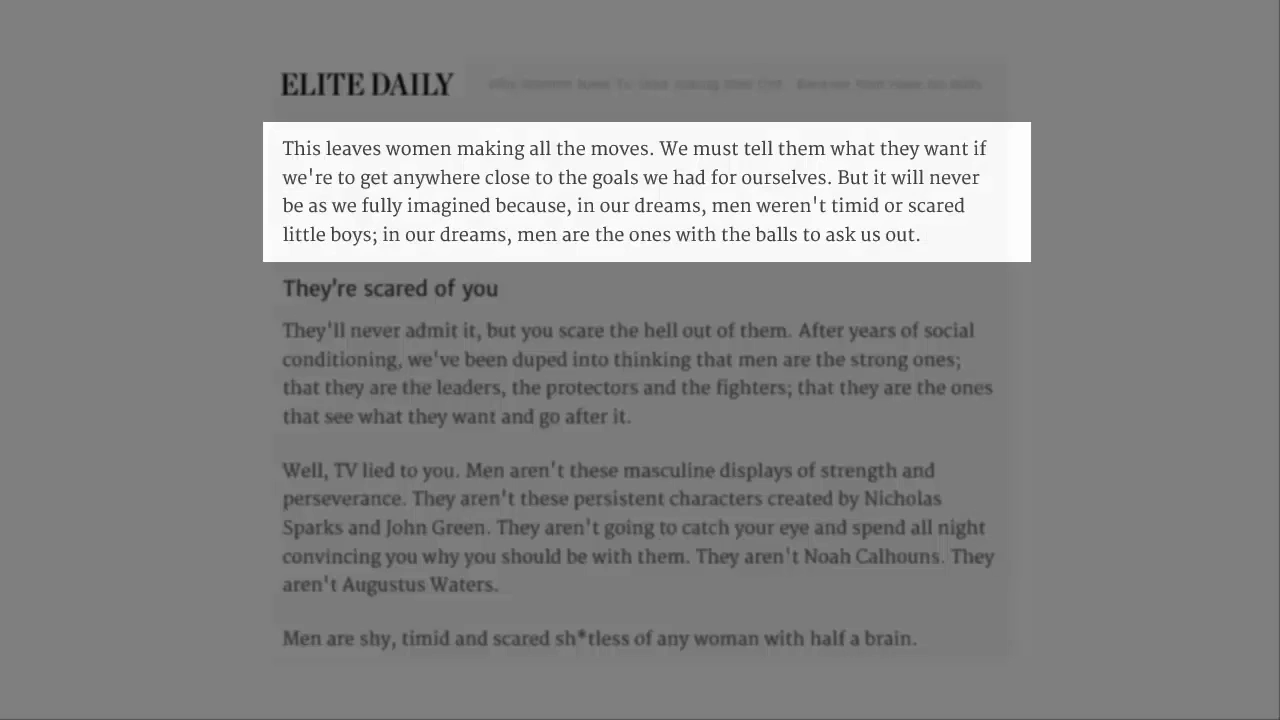 ELITE DAILY
This leaves women making all the moves. We must tell them what they want if
we're to get anywhere close to the goals we had for ourselves. But it will never
be as we fully imagined because, in our dreams, men weren't timid or scared
little boys; in our dreams, men are the ones with the balls to ask us out.
They're scared of you
They'll never admit it, but you scare the hell out of them. After years of social
conditioning, we've been duped into thinking that men are the strong ones;
that they are the leaders, the protectors and the fighters; that they are the ones
that see what they want and go after it.
Well, TV lied to you. Men aren't these masculine displays of strength and
perseverance. They aren't these persistent characters created by Nicholas
Sparks and John Green. They aren't going to catch your eye and spend all night
convincing you why you should be with them. They aren't Noah Calhouns. They
aren't Augustus Waters.
Men are shy, timid and scared sh*tless of any woman with half a brain.